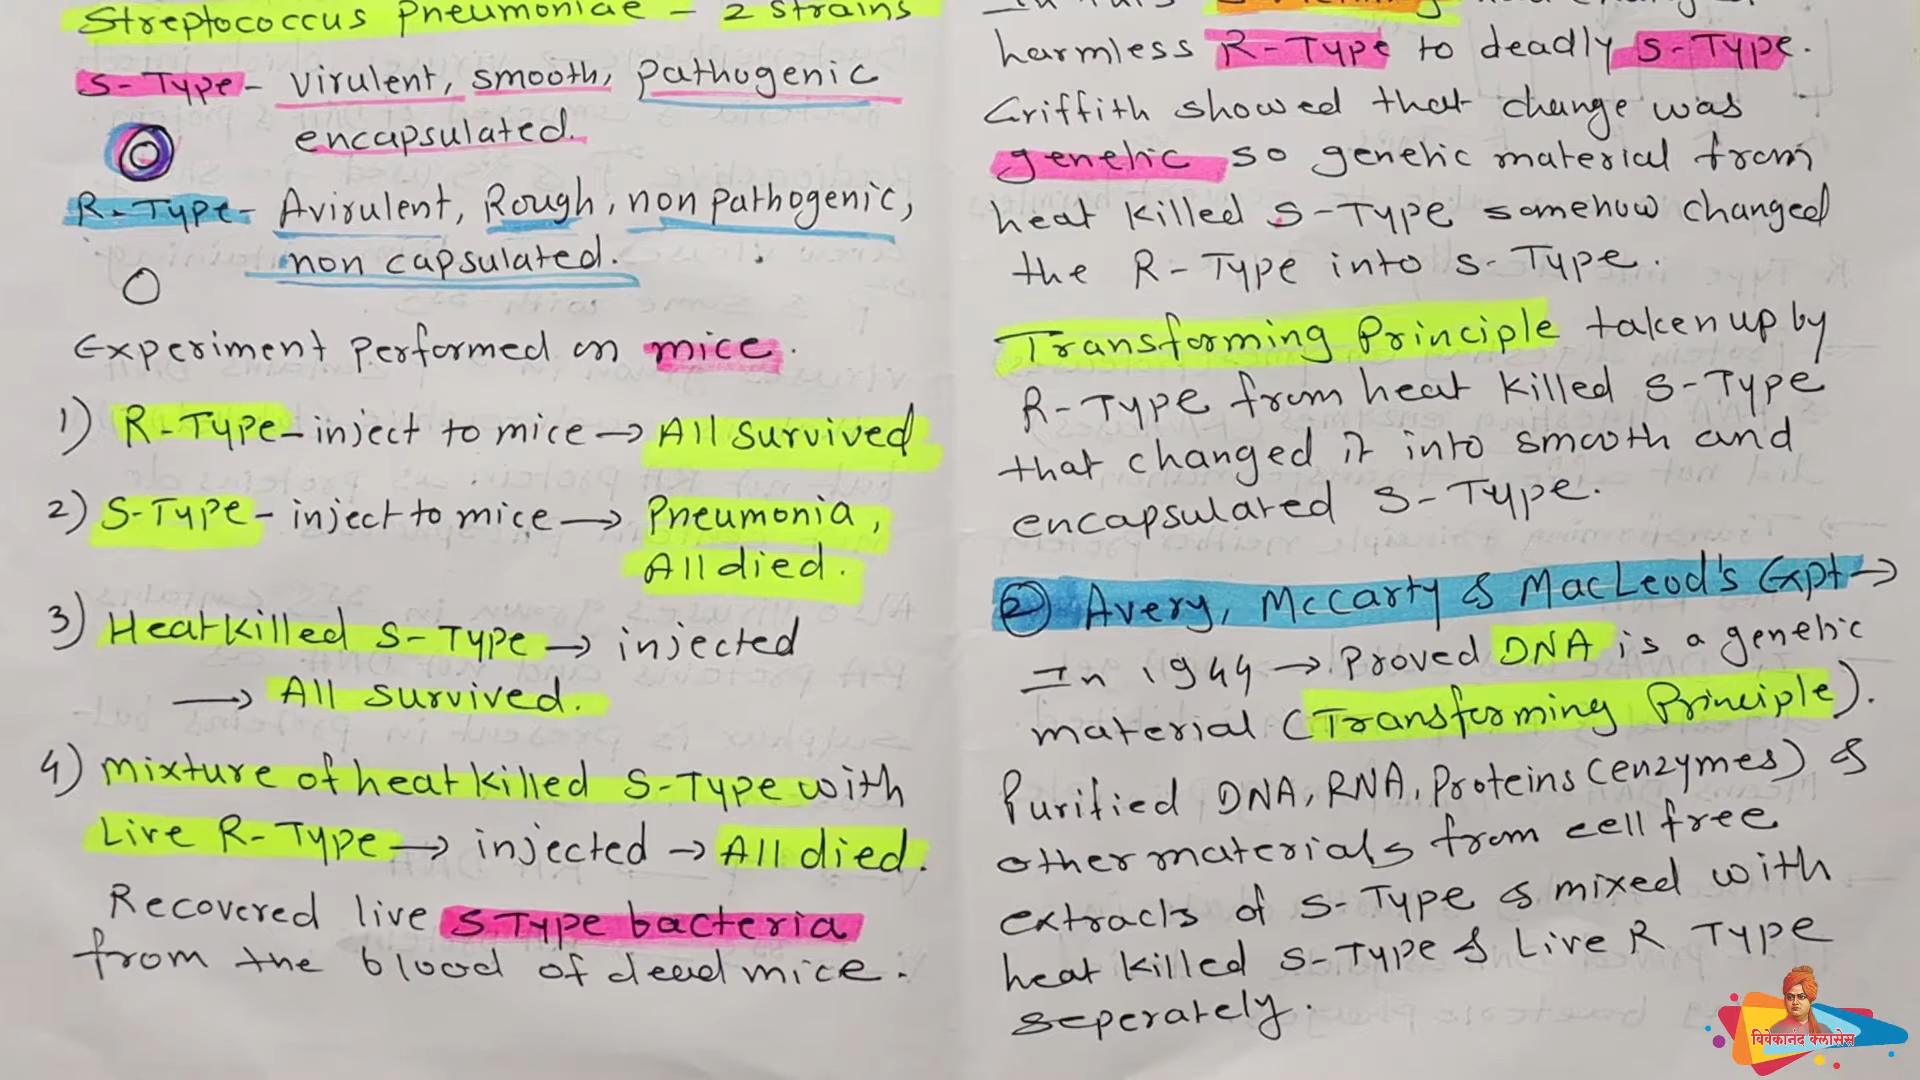 Streptococcus pneumoniae - 2 strains
S-Type - virulent, smooth, pathogenic
encapsulated.
R-Type - Avirulent, Rough, non pathogenic,
non capsulated.
Experiment performed on mice.
1) R-Type - inject to mice → All survived
2) S-Type - inject to mice → Pneumonia,
All died.
3) Heat killed S-Type → injected
→ All survived.
4) Mixture of heat killed S-Type with
Live R-Type → injected → All died.
Recovered live S Type bacteria
from the blood of dead mice.
harmless R-Type to deadly S-Type.
Griffith showed that change was
genetic so genetic material from
heat killed S-Type somehow changed
the R-Type into S-Type.
Transforming Principle taken up by
R-Type from heat killed S-Type
that changed it into smooth and
encapsulated S-Type.
② Avery, McCarty & MacLeod's Expt →
In 1944 → Proved DNA is a genetic
material (Transforming Principle).
Purified DNA, RNA, Proteins (enzymes) &
other materials from cell free
extracts of S-Type & mixed with
heat killed S-Type & Live R Type
seperately.
विवेकानंद क्लासेस